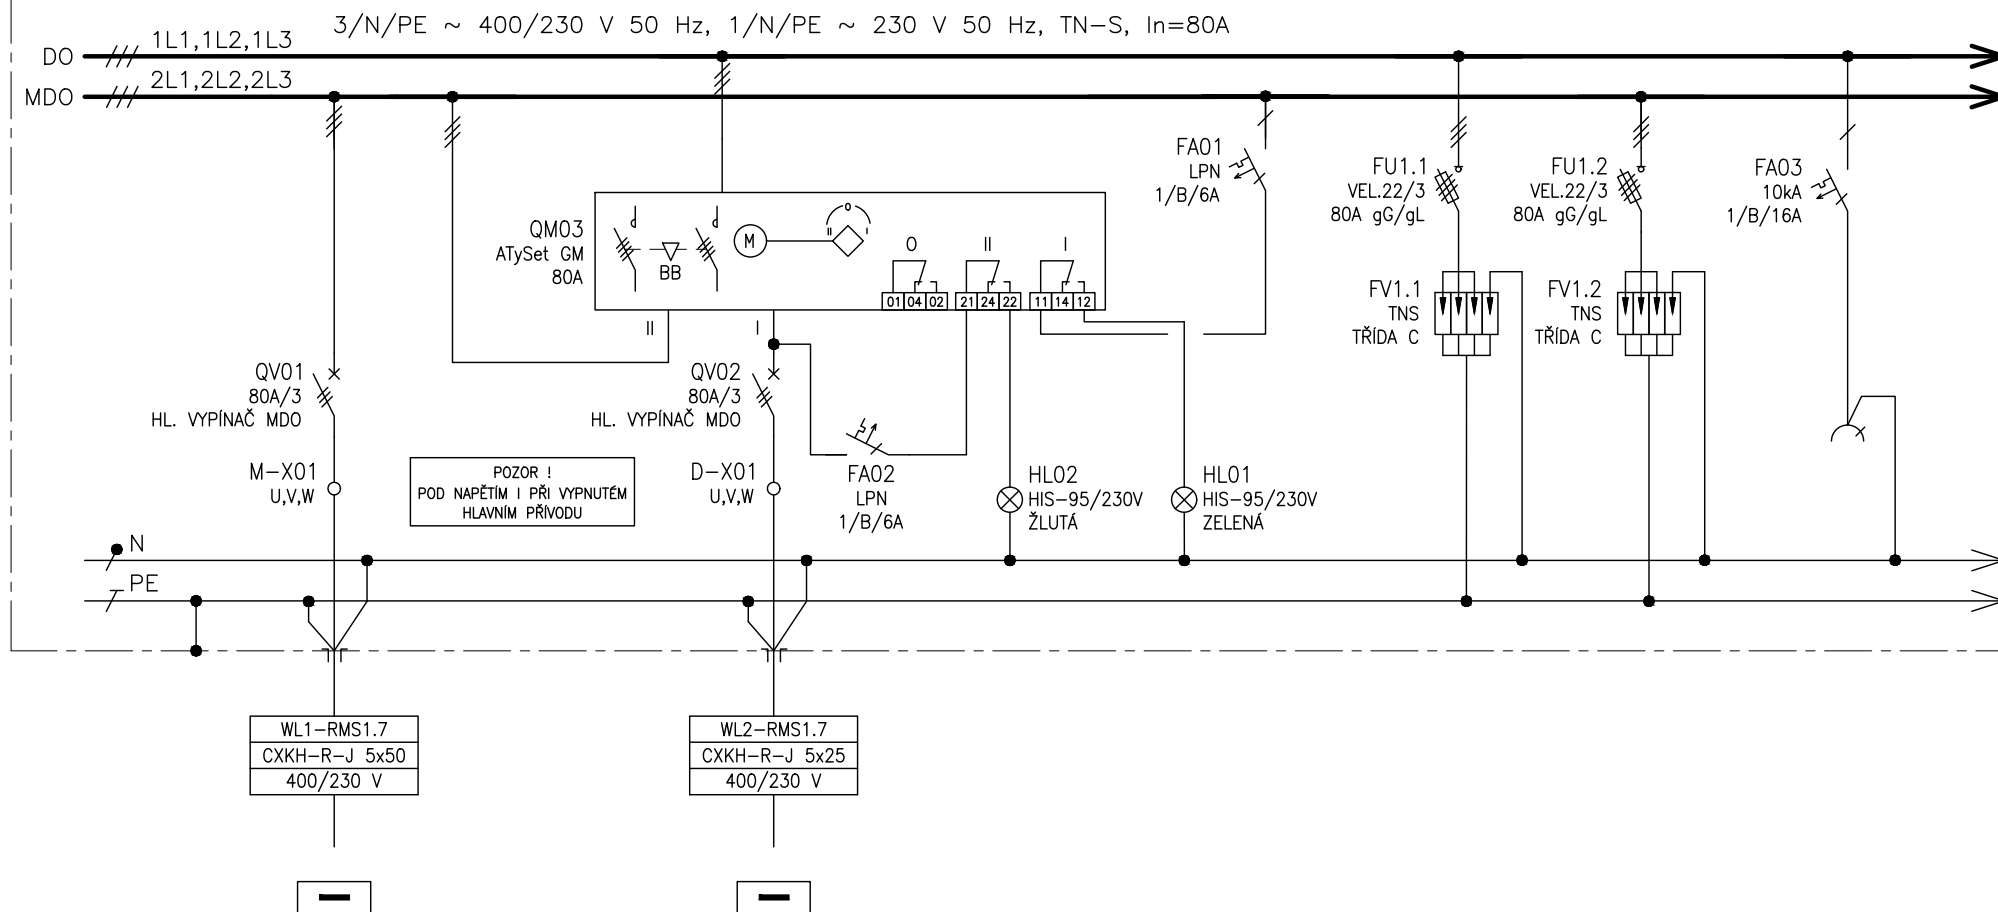 3/N/PE ~ 400/230 V 50 Hz, 1/N/PE ~ 230 V 50 Hz, TN-S, In=80A
DO
1L1,1L2,1L3
MDO
2L1,2L2,2L3
QM03
ATySet GM
80A
BB
M
0
II
I
O
II
I
01 04 02
21 24 22
11 14 12
II
I
FA01
LPN
1/B/6A
FU1.1
VEL.22/3
80A gG/gL
FU1.2
VEL.22/3
80A gG/gL
FA03
10kA
1/B/16A
FV1.1
TNS
TŘÍDA C
FV1.2
TNS
TŘÍDA C
QV01
80A/3
HL. VYPÍNAČ MDO
QV02
80A/3
HL. VYPÍNAČ MDO
M-X01
U,V,W
POZOR !
POD NAPĚTÍM I PŘI VYPNUTÉM
HLAVNÍM PŘÍVODU
D-X01
U,V,W
FA02
LPN
1/B/6A
HL02
HIS-95/230V
ŽLUTÁ
HL01
HIS-95/230V
ZELENÁ
N
PE
WL1-RMS1.7
CXKH-R-J 5x50
400/230 V
WL2-RMS1.7
CXKH-R-J 5x25
400/230 V